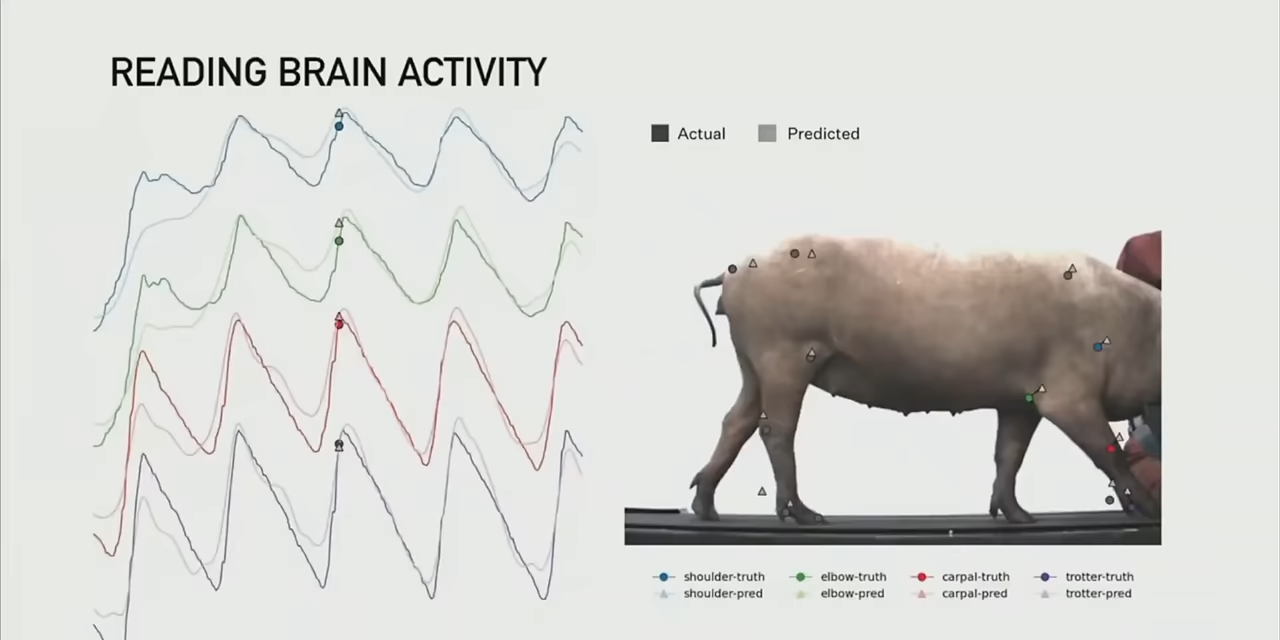 READING BRAIN ACTIVITY
Actual Predicted
shoulder-truth elbow-truth carpal-truth trotter-truth
shoulder-pred elbow-pred carpal-pred trotter-pred